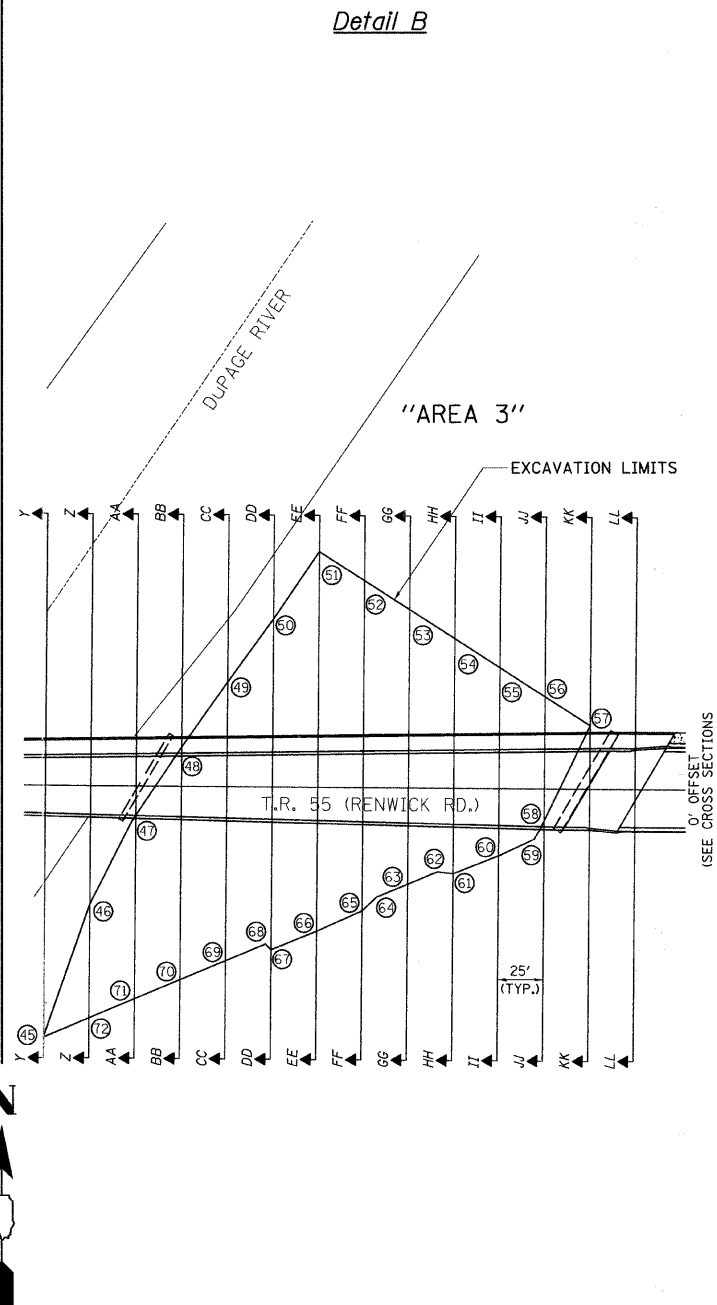 Detail B
DuPAGE RIVER
"AREA 3"
EXCAVATION LIMITS
Y Z AA BB CC DD EE FF GG HH II JJ KK LL
51
52
50
53
54
49
55
56
57
48
0' OFFSET
(SEE CROSS SECTIONS
T.R. 55 (RENWICK RD.)
47
58
59
60
62
61
63
64
46
65
66
68
67
69
70
25'
(TYP.)
71
72
45
Y Z AA BB CC DD EE FF GG HH II JJ KK LL
N